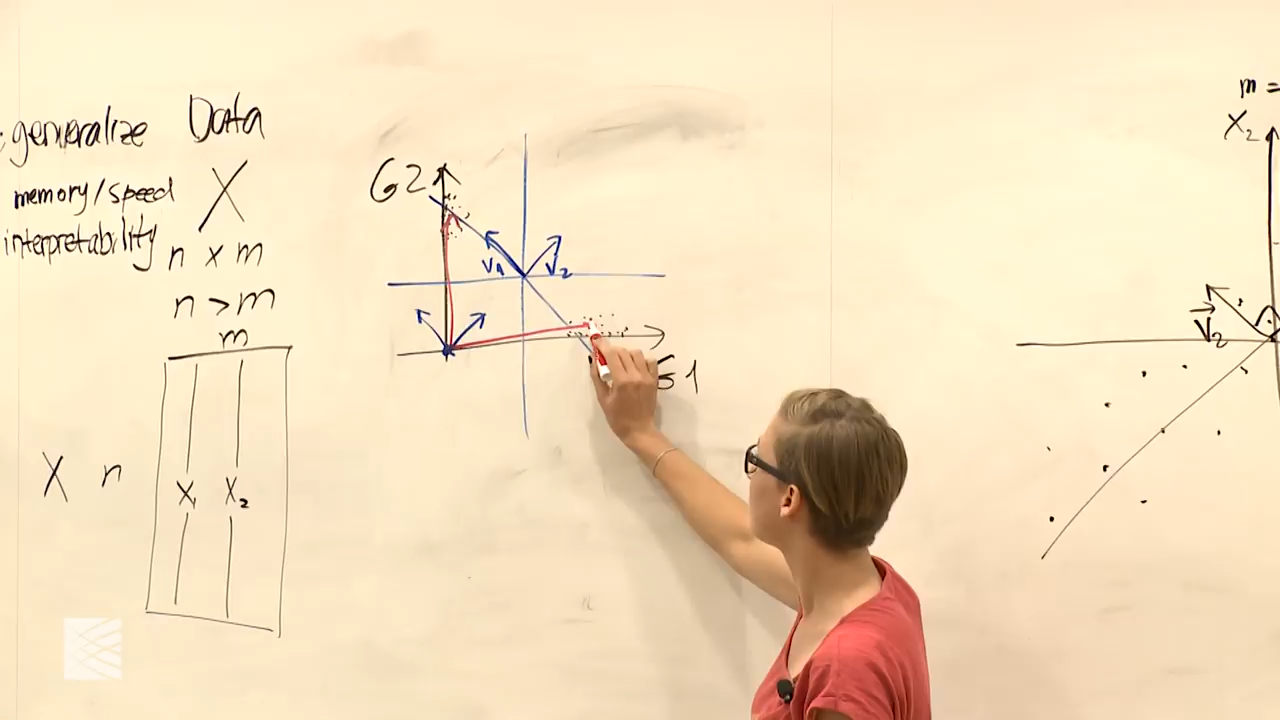 : generalize
memory/speed
interpretability
Data
X
n x m
n > m
m
X n
X₁ X₂
G2
V1 V2
G1
m =
X2
V2